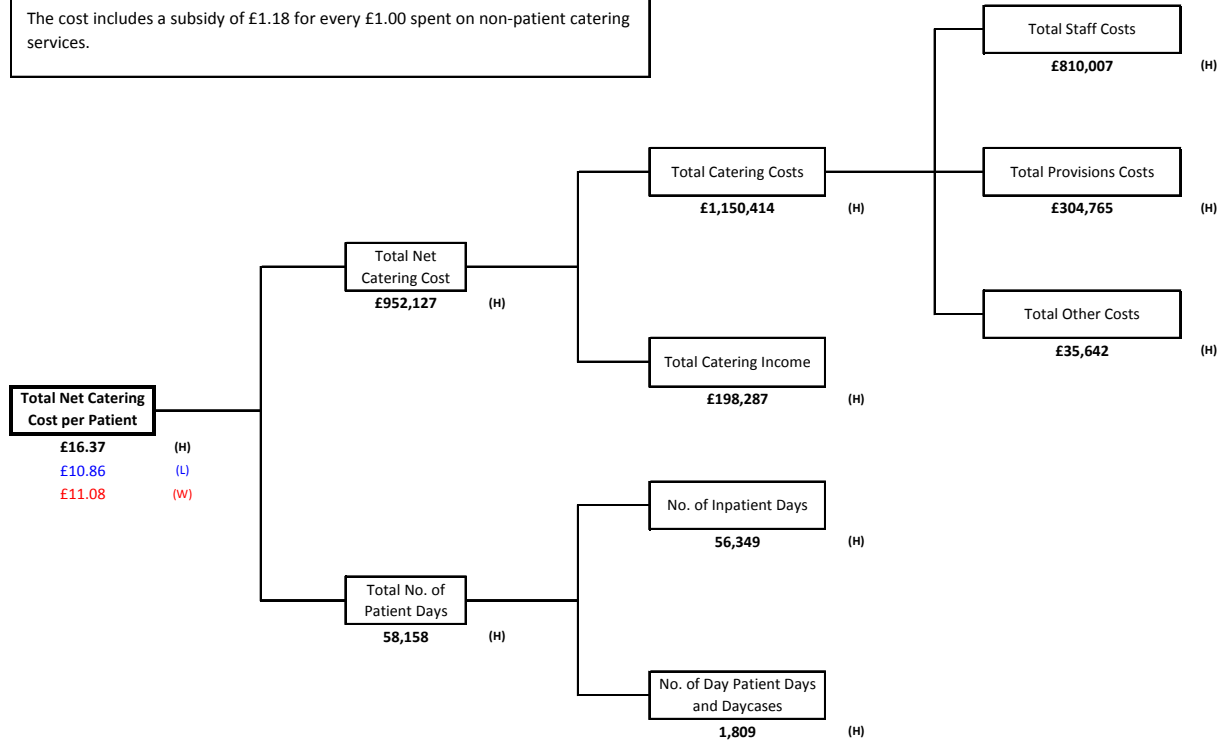 The cost includes a subsidy of £1.18 for every £1.00 spent on non-patient catering
services.
Total Staff Costs
£810,007 (H)
Total Catering Costs
£1,150,414 (H)
Total Provisions Costs
£304,765 (H)
Total Net
Catering Cost
£952,127 (H)
Total Other Costs
£35,642 (H)
Total Catering Income
£198,287 (H)
Total Net Catering
Cost per Patient
£16.37 (H)
£10.86 (L)
£11.08 (W)
No. of Inpatient Days
56,349 (H)
Total No. of
Patient Days
58,158 (H)
No. of Day Patient Days
and Daycases
1,809 (H)